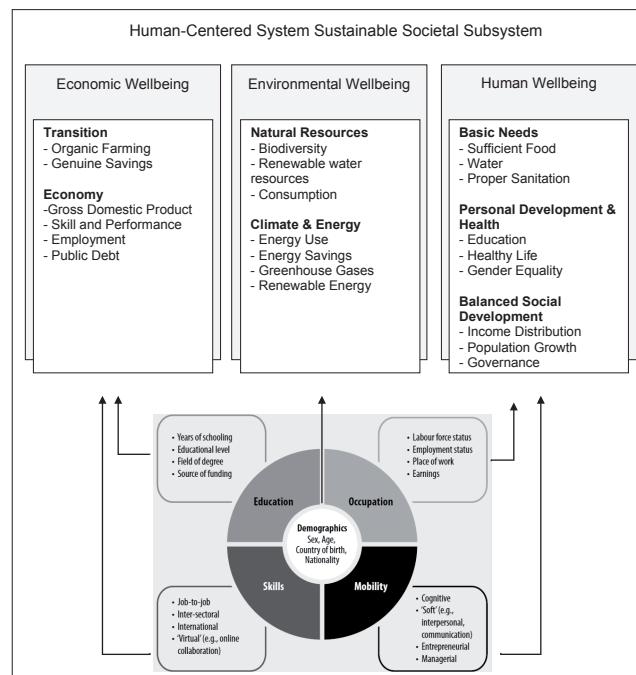 Human-Centered System Sustainable Societal Subsystem
Economic Wellbeing
Transition
- Organic Farming
- Genuine Savings
Economy
-Gross Domestic Product
- Skill and Performance
- Employment
- Public Debt
Environmental Wellbeing
Natural Resources
- Biodiversity
- Renewable water
resources
- Consumption
Climate & Energy
- Energy Use
- Energy Savings
- Greenhouse Gases
- Renewable Energy
Human Wellbeing
Basic Needs
- Sufficient Food
- Water
- Proper Sanitation
Personal Development &
Health
- Education
- Healthy Life
- Gender Equality
Balanced Social
Development
- Income Distribution
- Population Growth
- Governance
• Years of schooling
• Educational level
• Field of degree
• Source of funding
• Labour force status
• Employment status
• Place of work
• Earnings
Education
Occupation
Demographics
Sex, Age,
Country of birth,
Nationality
Skills
Mobility
• Job-to-job
• Inter-sectoral
• International
• 'Virtual' (e.g., online
collaboration)
• Cognitive
• 'Soft' (e.g.,
interpersonal,
communication)
• Entrepreneurial
• Managerial